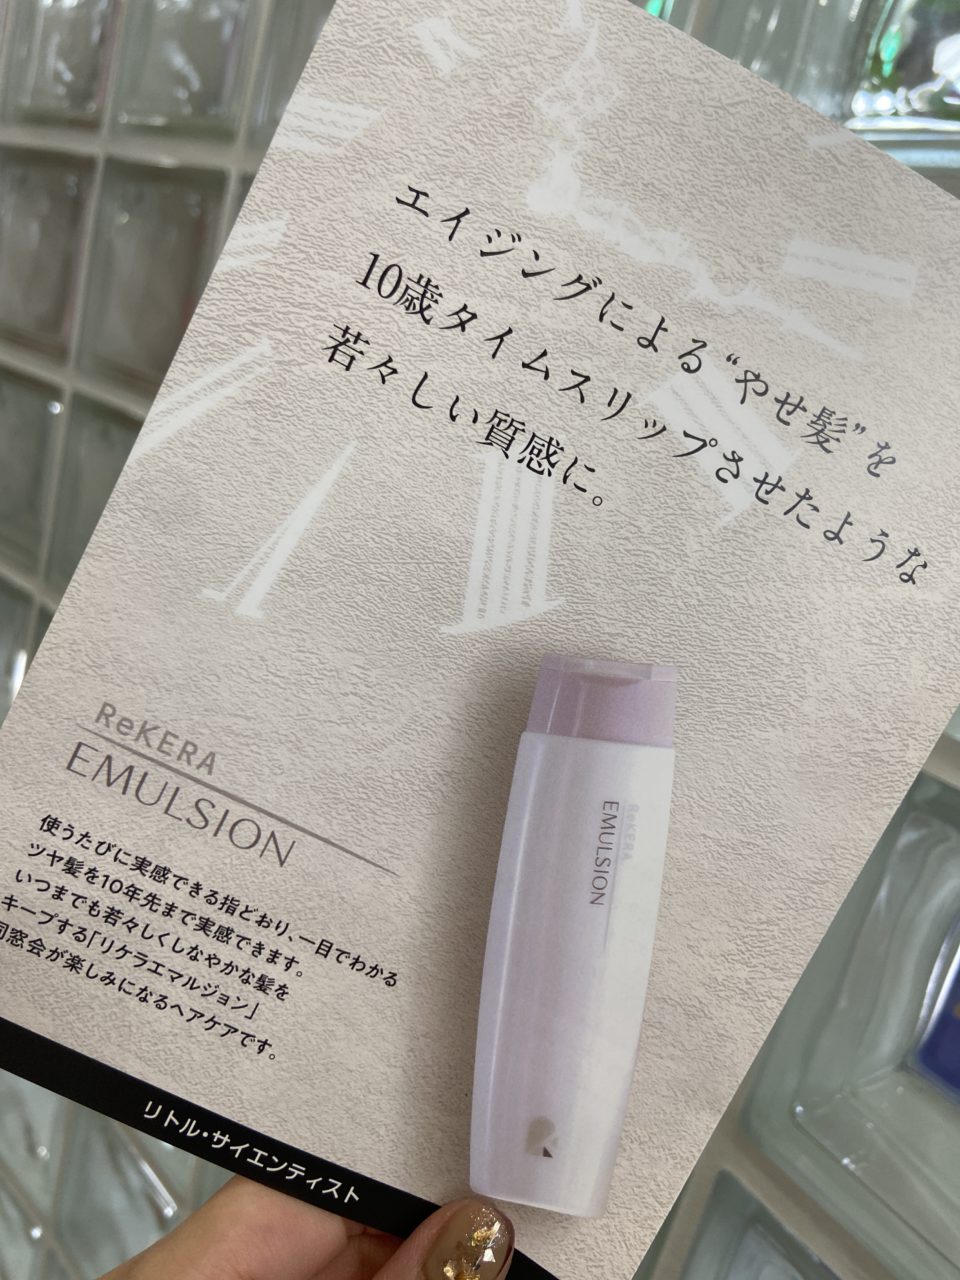 エイジングによる“やせ髪”を
10歳タイムスリップさせたような
若々しい質感に。
ReKERA
EMULSION
使うたびに実感できる指どおり、一目でわかる
ツヤ髪を10年先まで実感できます。
いつまでも若々しくしなやかな髪を
キープする「リケラエマルジョン」
同窓会が楽しみになるヘアケアです。
リトル・サイエンティスト
ReKERA
EMULSION